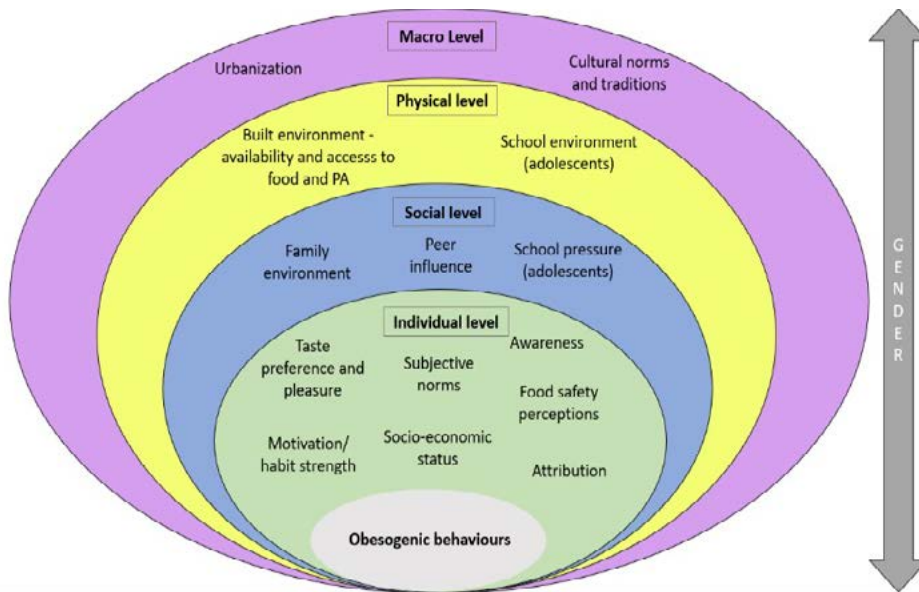 Macro Level
Urbanization
Cultural norms
and traditions
Physical level
Built environment -
availability and accesss to
food and PA
School environment
(adolescents)
Social level
Family
environment
Peer
influence
School pressure
(adolescents)
Individual level
Taste
preference and
pleasure
Subjective
norms
Awareness
Food safety
perceptions
Motivation/
habit strength
Socio-economic
status
Attribution
Obesogenic behaviours
GENDER